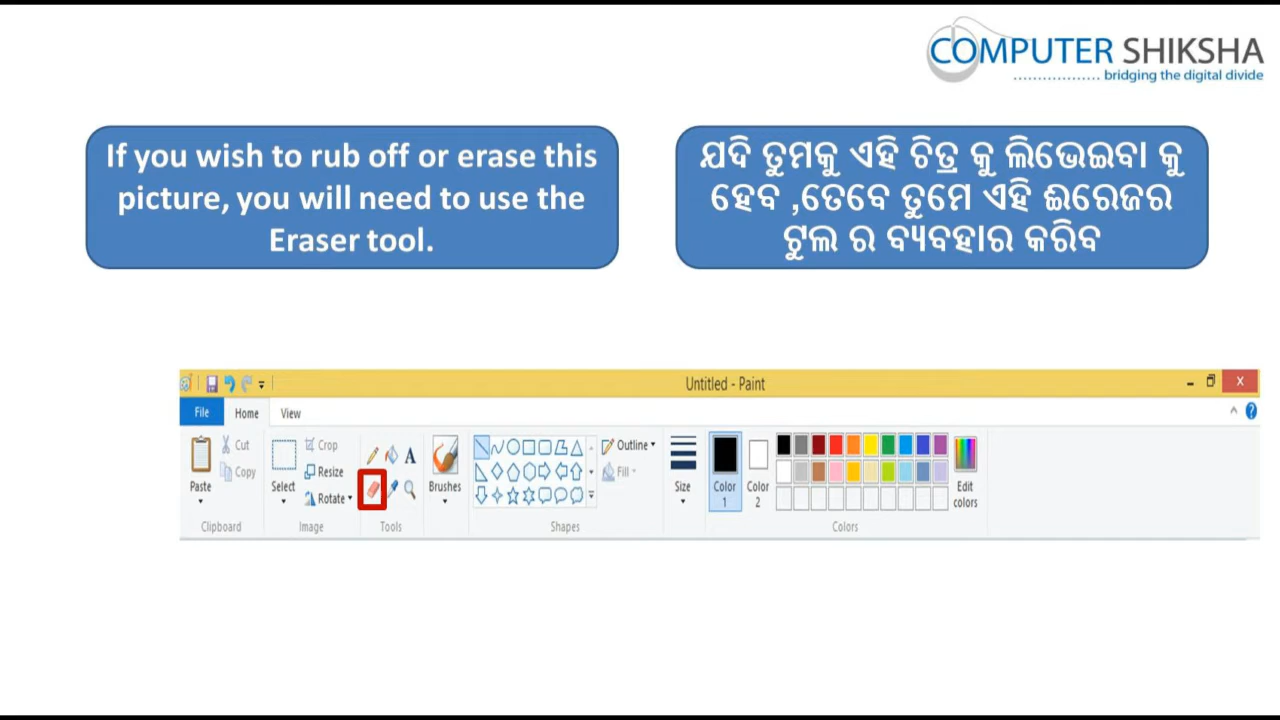 COMPUTER SHIKSHA
.................. bridging the digital divide
If you wish to rub off or erase this
picture, you will need to use the
Eraser tool.
ଯଦି ତୁମକୁ ଏହି ଚିତ୍ର କୁ ଲିଭେଇବା କୁ
ହେବ ,ତେବେ ତୁମେ ଏହି ଈରେଜର
ଟୁଲ ର ବ୍ୟବହାର କରିବ
Untitled - Paint
File Home View
Paste
Cut
Copy
Clipboard
Select
Crop
Resize
Rotate
Image
A
Tools
Brushes
Outline
Fill
Shapes
Size
Color
1
Color
2
Edit
colors
Colors